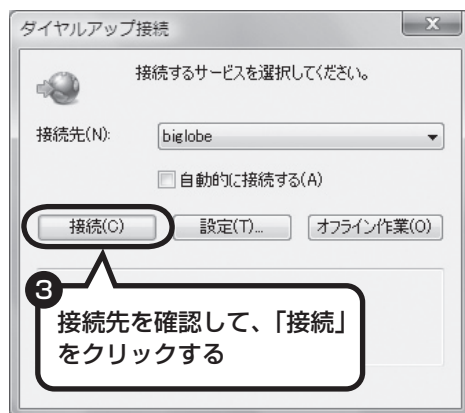 ダイヤルアップ接続
接続するサービスを選択してください。
接続先(N):
biglobe
自動的に接続する(A)
接続(C)
設定(T)...
オフライン作業(O)
3
接続先を確認して、「接続」
をクリックする